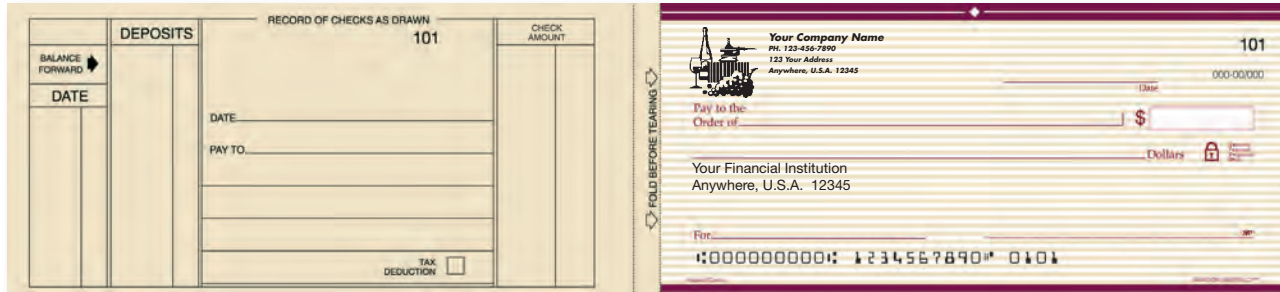 RECORD OF CHECKS AS DRAWN
DEPOSITS
101
CHECK
AMOUNT
BALANCE
FORWARD
DATE
DATE
PAY TO
TAX
DEDUCTION
FOLD BEFORE TEARING
Your Company Name
PH. 123-456-7890
123 Your Address
Anywhere, U.S.A. 12345
101
000-00/000
Date
Pay to the
Order of
$
Dollars
Your Financial Institution
Anywhere, U.S.A. 12345
For
⑆000000000⑆ 1234567890⑈ 0101